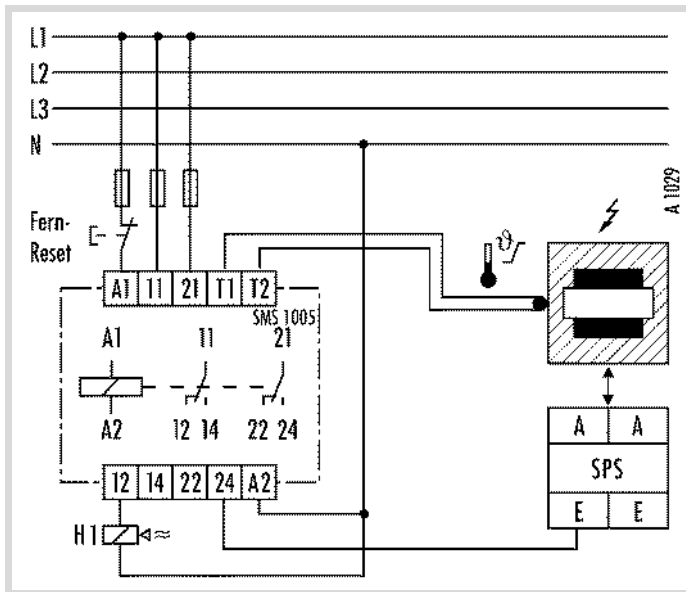 L1
L2
L3
N
A 1029
Fern-
Reset
ϑ
A1 11 21 T1 T2
SMS 1005
A1 11 21
A2 12 14 22 24
A A
SPS
E E
12 14 22 24 A2
H1 ≈